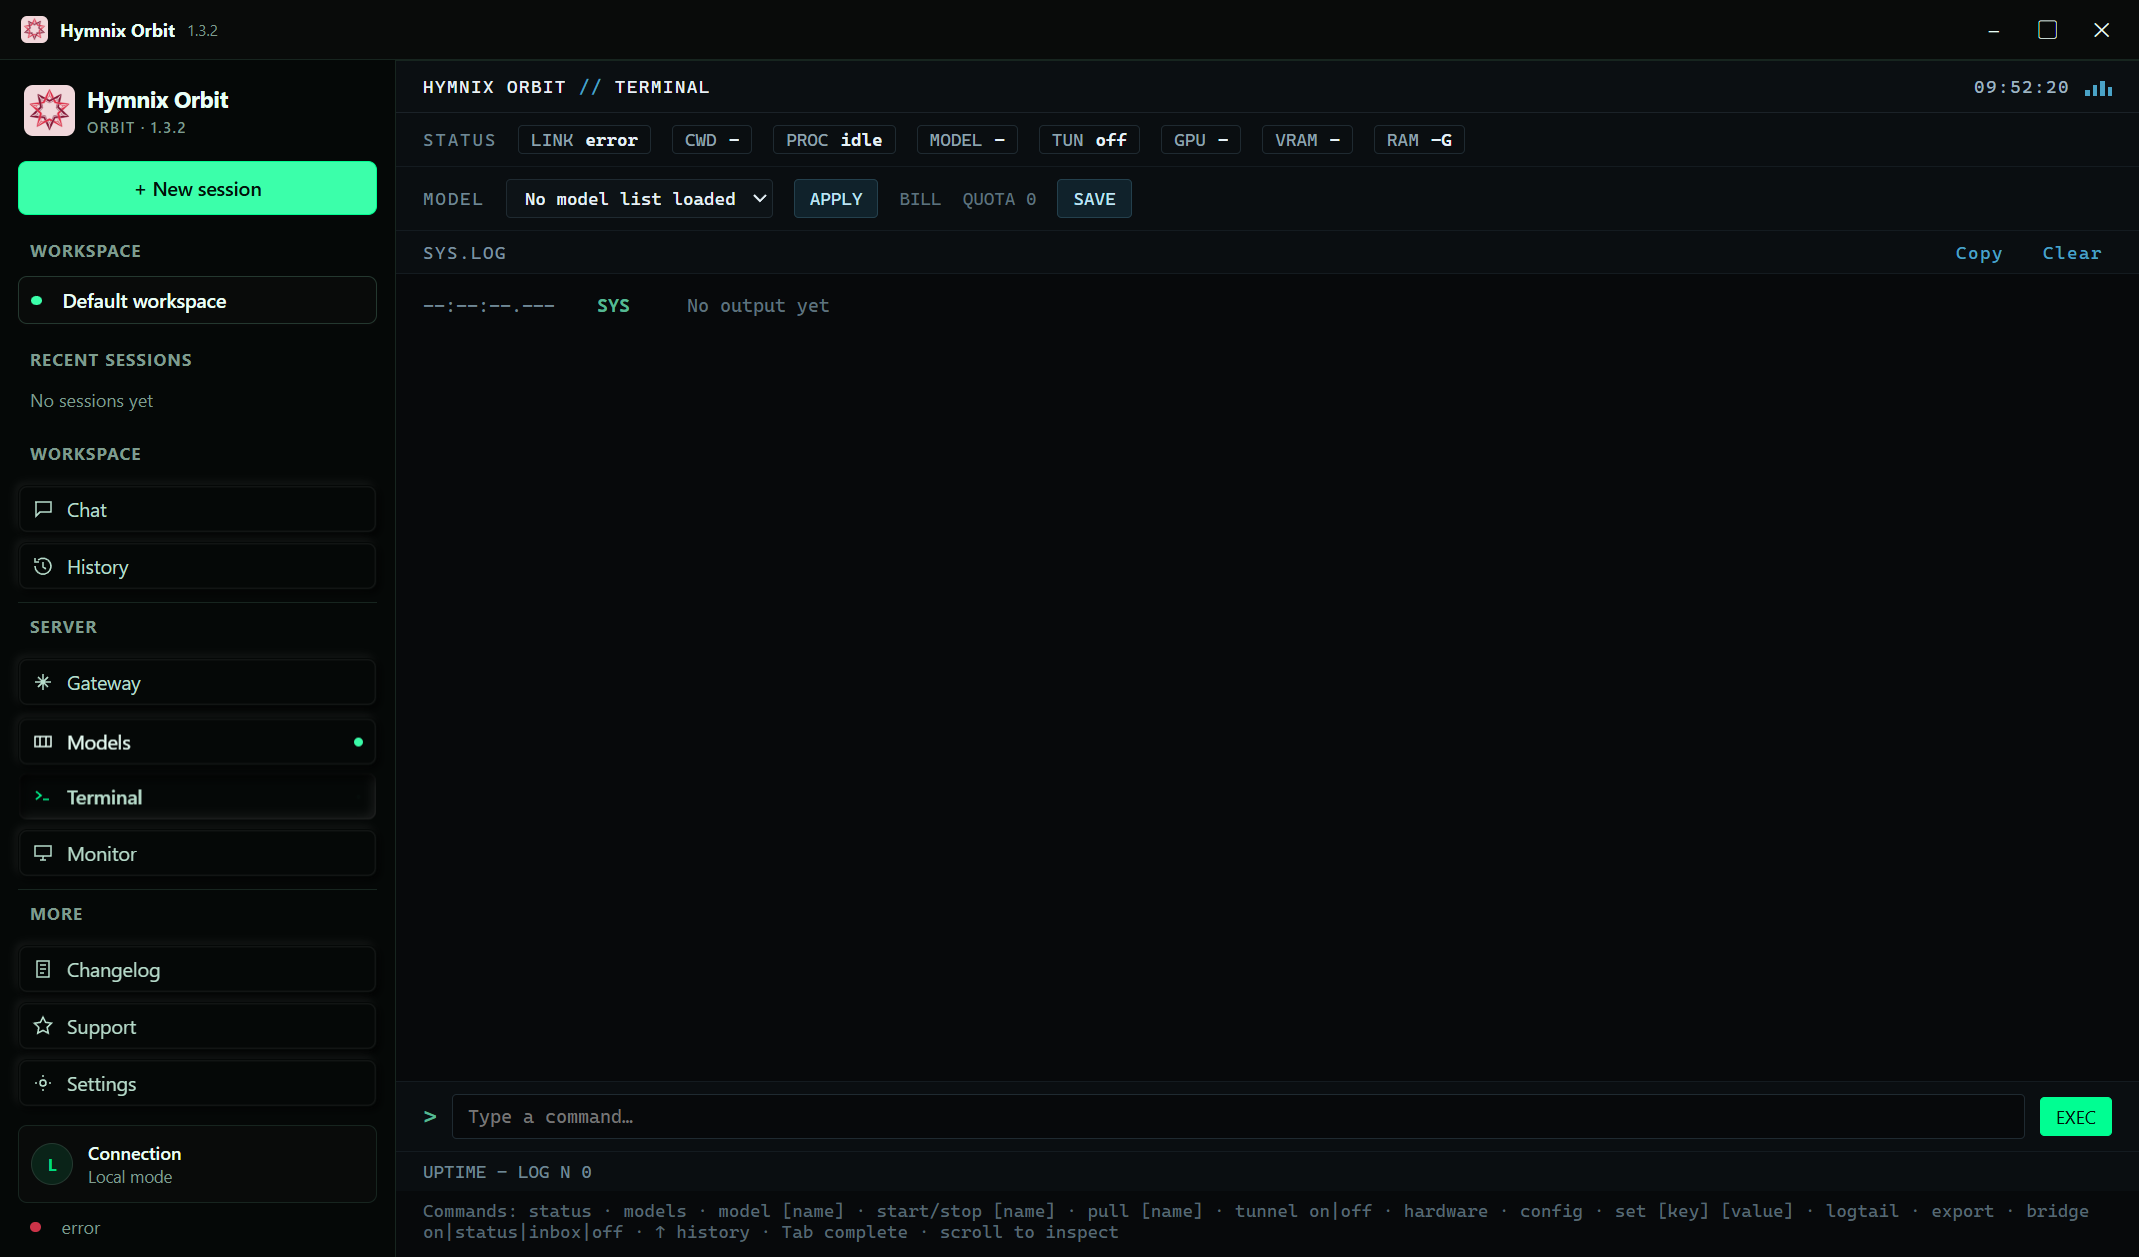 Hymnix Orbit 1.3.2
Hymnix Orbit
ORBIT · 1.3.2
+ New session
WORKSPACE
Default workspace
RECENT SESSIONS
No sessions yet
WORKSPACE
Chat
History
SERVER
Gateway
Models
Terminal
Monitor
MORE
Changelog
Support
Settings
L
Connection
Local mode
error
HYMNIX ORBIT // TERMINAL
09:52:20
STATUS LINK error CWD — PROC idle MODEL — TUN off GPU — VRAM — RAM —G
MODEL No model list loaded APPLY BILL QUOTA 0 SAVE
SYS.LOG Copy Clear
--:--:--.--- SYS No output yet
> Type a command… EXEC
UPTIME — LOG N 0
Commands: status · models · model [name] · start/stop [name] · pull [name] · tunnel on|off · hardware · config · set [key] [value] · logtail · export · bridge
on|status|inbox|off · ↑ history · Tab complete · scroll to inspect